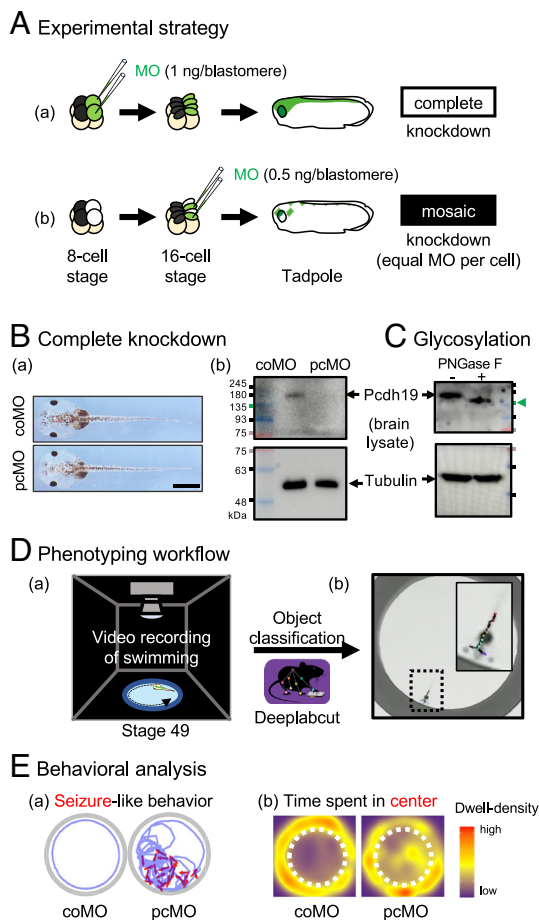 A Experimental strategy
MO (1 ng/blastomere)
(a)
complete
knockdown
MO (0.5 ng/blastomere)
(b)
mosaic
knockdown
(equal MO per cell)
8-cell
stage
16-cell
stage
Tadpole
B Complete knockdown
(a)
coMO
pcMO
(b)
coMO pcMO
245
180
135
93
75
Pcdh19
(brain
lysate)
75
63
48
kDa
Tubulin
C Glycosylation
PNGase F
- +
D Phenotyping workflow
(a)
Video recording
of swimming
Stage 49
Object
classification
Deeplabcut
(b)
E Behavioral analysis
(a) Seizure-like behavior
coMO pcMO
(b) Time spent in center
coMO pcMO
Dwell-density
high
low